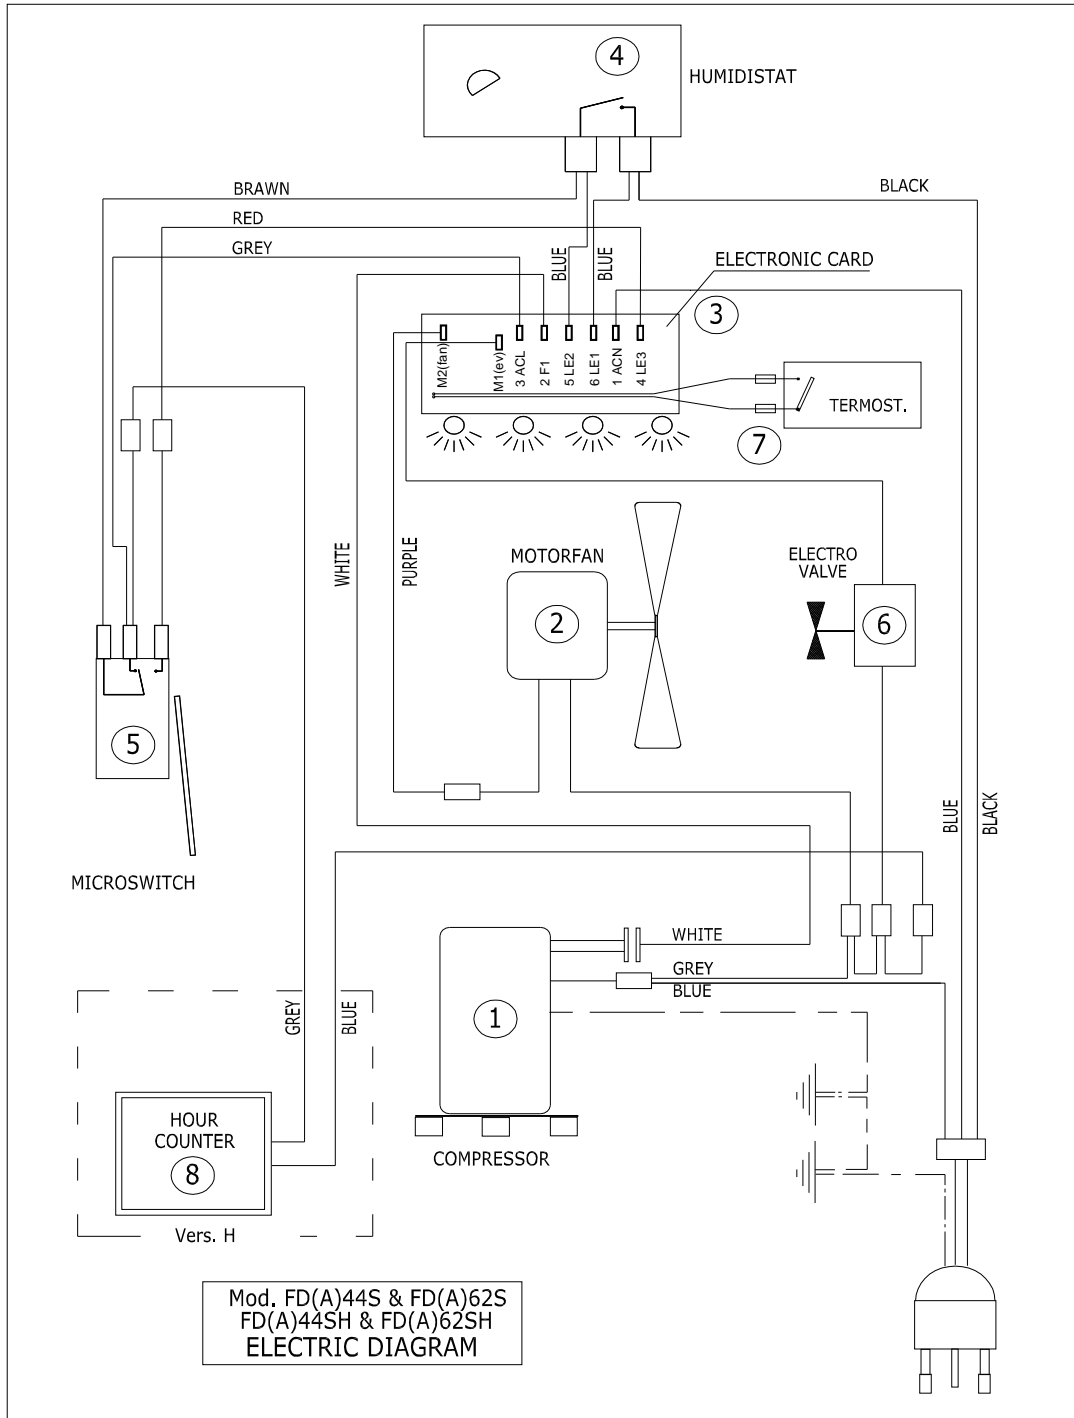 4
HUMIDISTAT
BRAWN
BLACK
RED
GREY
BLUE
BLUE
ELECTRONIC CARD
3
M2(fan)
M1(ev)
3 ACL
2 F1
5 LE2
6 LE1
1 ACN
4 LE3
TERMOST.
7
WHITE
PURPLE
MOTORFAN
2
ELECTRO
VALVE
6
5
MICROSWITCH
BLUE
BLACK
WHITE
GREY
BLUE
1
COMPRESSOR
GREY
BLUE
HOUR
COUNTER
8
Vers. H
Mod. FD(A)44S & FD(A)62S
FD(A)44SH & FD(A)62SH
ELECTRIC DIAGRAM